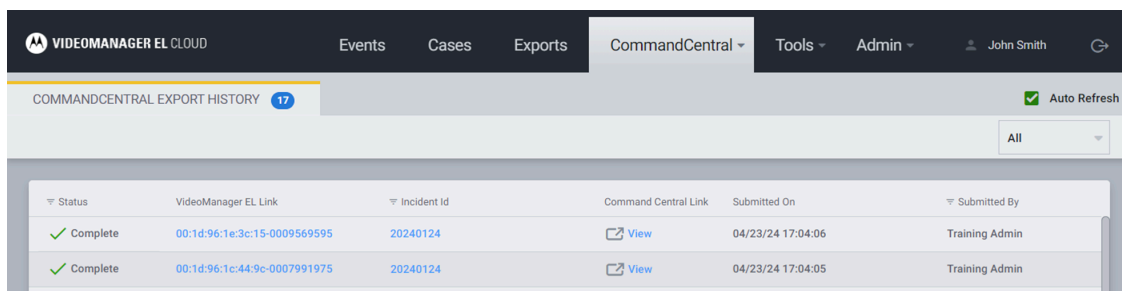 VIDEOMANAGER EL CLOUD Events Cases Exports CommandCentral Tools Admin John Smith
COMMANDCENTRAL EXPORT HISTORY 17 Auto Refresh
All
Status VideoManager EL Link Incident Id Command Central Link Submitted On Submitted By
Complete 00:1d:96:1e:3c:15-0009569595 20240124 View 04/23/24 17:04:06 Training Admin
Complete 00:1d:96:1c:44:9c-0007991975 20240124 View 04/23/24 17:04:05 Training Admin